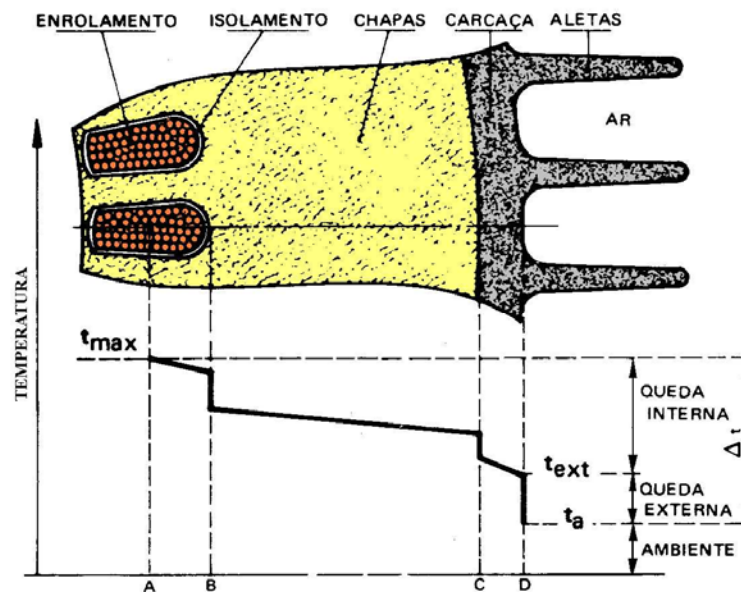 ENROLAMENTO ISOLAMENTO CHAPAS CARCAÇA ALETAS
AR
TEMPERATURA
tmax
QUEDA
INTERNA
Δt
text
QUEDA
EXTERNA
ta
AMBIENTE
A B C D